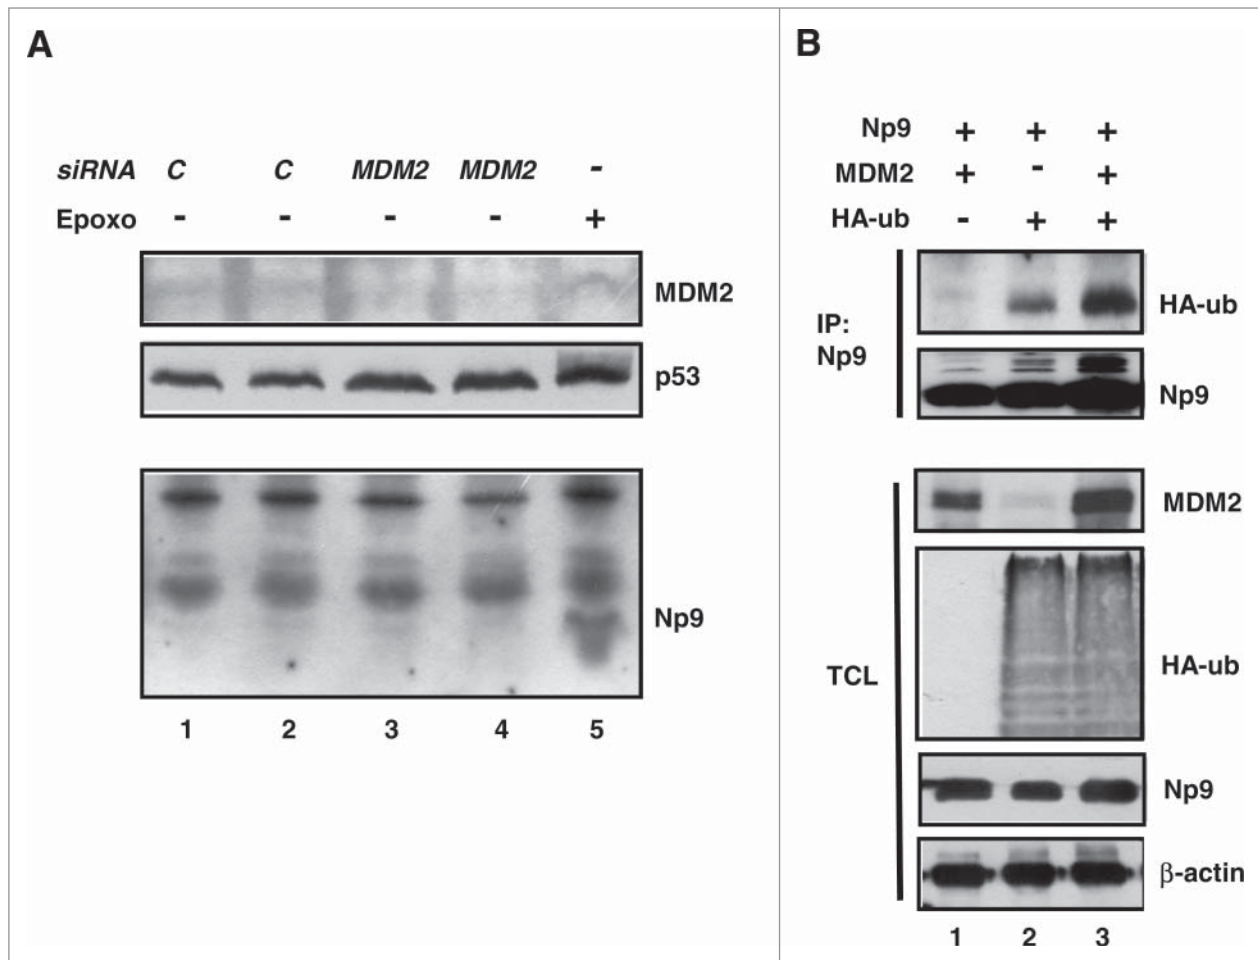 A
siRNA C C MDM2 MDM2 -
Epoxo - - - - +
MDM2
p53
Np9
1 2 3 4 5
B
Np9 + + +
MDM2 + - +
HA-ub - + +
IP:
Np9
HA-ub
Np9
TCL
MDM2
HA-ub
Np9
β-actin
1 2 3